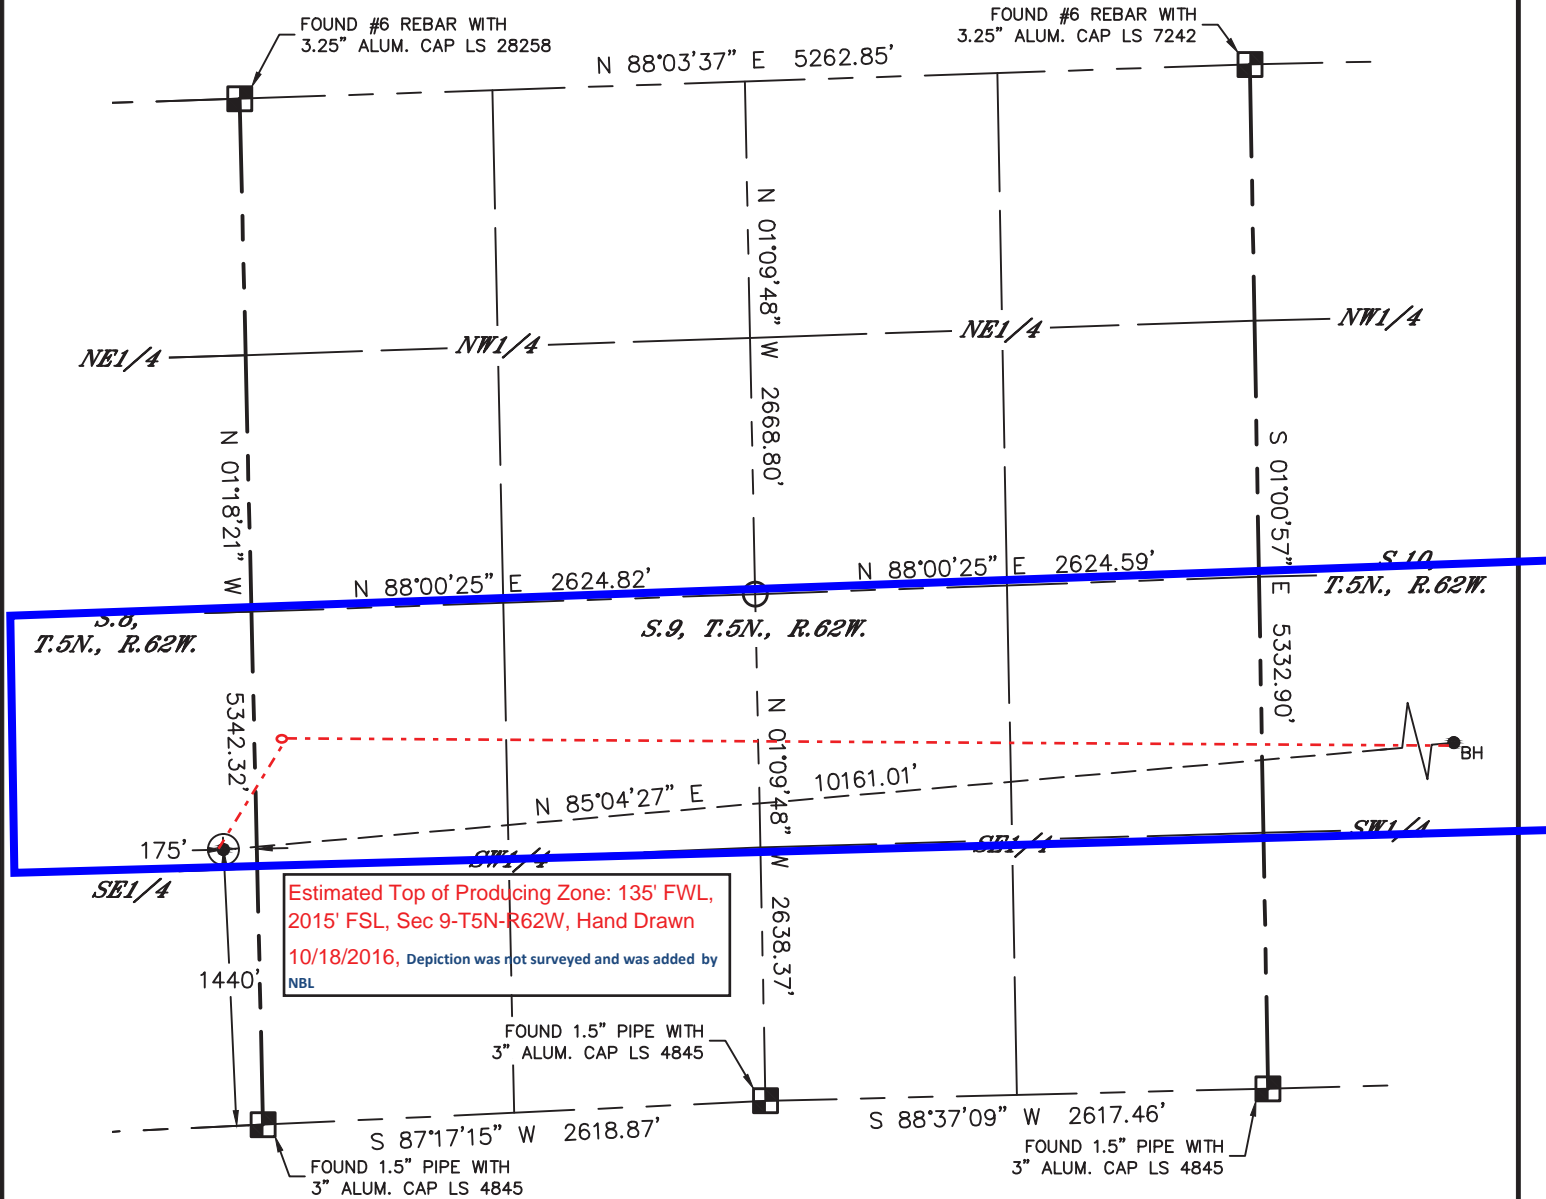 FOUND #6 REBAR WITH
3.25" ALUM. CAP LS 28258
FOUND #6 REBAR WITH
3.25" ALUM. CAP LS 7242
N 88°03'37" E 5262.85'
N 01°09'48" W 2668.80'
NE1/4
NW1/4
NE1/4
NW1/4
N 01°18'21" W 5342.32'
S 01°00'57" E 5332.90'
N 88°00'25" E 2624.82'
N 88°00'25" E 2624.59'
S.8,
T.5N., R.62W.
S.9, T.5N., R.62W.
S.10,
T.5N., R.62W.
N 01°09'48" W 2638.37'
BH
N 85°04'27" E 10161.01'
175'
SE1/4
SW1/4
SE1/4
SW1/4
Estimated Top of Producing Zone: 135' FWL,
2015' FSL, Sec 9-T5N-R62W, Hand Drawn
10/18/2016, Depiction was not surveyed and was added by
NBL
1440'
FOUND 1.5" PIPE WITH
3" ALUM. CAP LS 4845
S 87°17'15" W 2618.87'
S 88°37'09" W 2617.46'
FOUND 1.5" PIPE WITH
3" ALUM. CAP LS 4845
FOUND 1.5" PIPE WITH
3" ALUM. CAP LS 4845